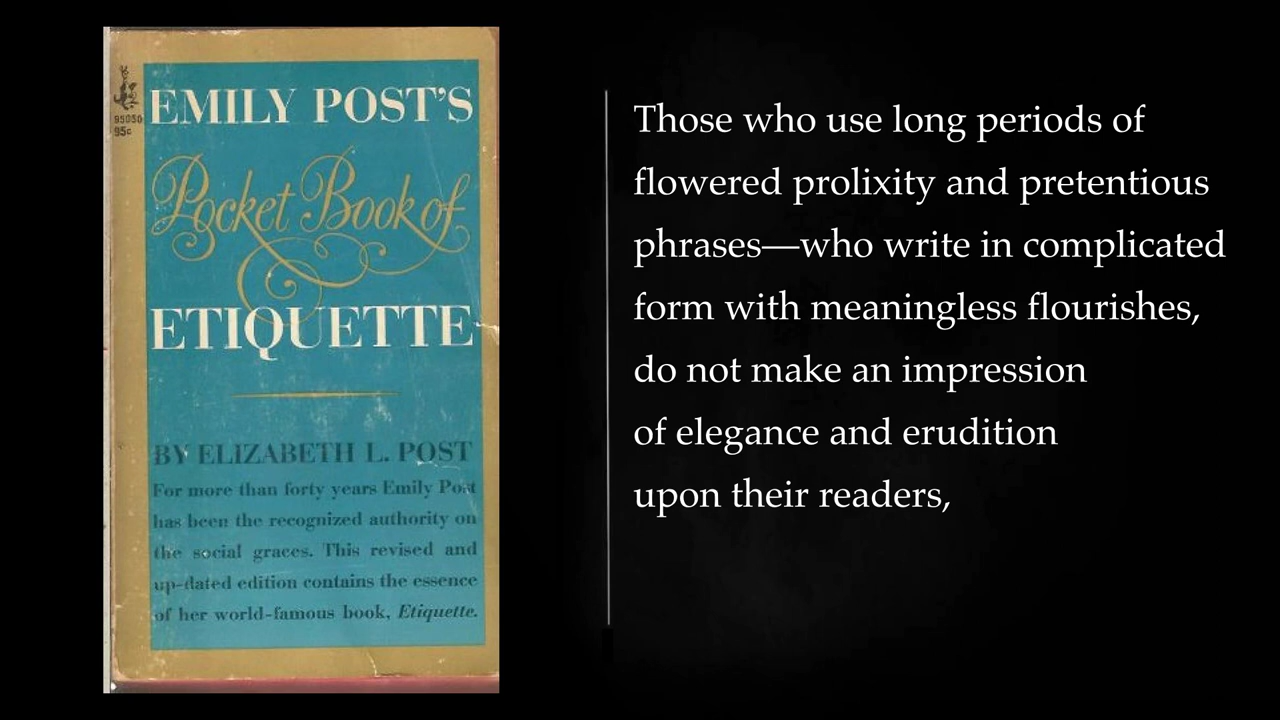 EMILY POST'S
Pocket Book of
ETIQUETTE
95050
95c
BY ELIZABETH L. POST
For more than forty years Emily Post
has been the recognized authority on
the social graces. This revised and
up-dated edition contains the essence
of her world-famous book, Etiquette.
Those who use long periods of
flowered prolixity and pretentious
phrases—who write in complicated
form with meaningless flourishes,
do not make an impression
of elegance and erudition
upon their readers,